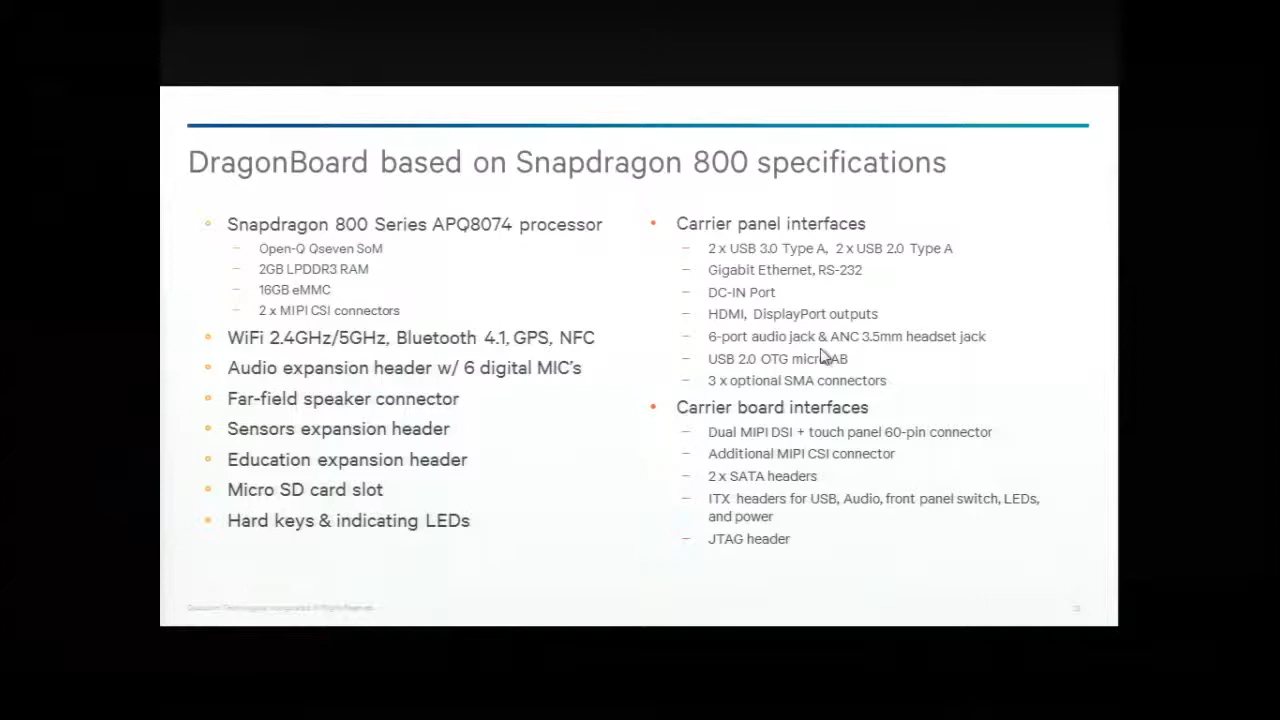 DragonBoard based on Snapdragon 800 specifications
Snapdragon 800 Series APQ8074 processor
Open-Q Qseven SoM
2GB LPDDR3 RAM
16GB eMMC
2 x MIPI CSI connectors
WiFi 2.4GHz/5GHz, Bluetooth 4.1, GPS, NFC
Audio expansion header w/ 6 digital MIC's
Far-field speaker connector
Sensors expansion header
Education expansion header
Micro SD card slot
Hard keys & indicating LEDs
Carrier panel interfaces
2 x USB 3.0 Type A, 2 x USB 2.0 Type A
Gigabit Ethernet, RS-232
DC-IN Port
HDMI, DisplayPort outputs
6-port audio jack & ANC 3.5mm headset jack
USB 2.0 OTG microAB
3 x optional SMA connectors
Carrier board interfaces
Dual MIPI DSI + touch panel 60-pin connector
Additional MIPI CSI connector
2 x SATA headers
ITX headers for USB, Audio, front panel switch, LEDs,
and power
JTAG header